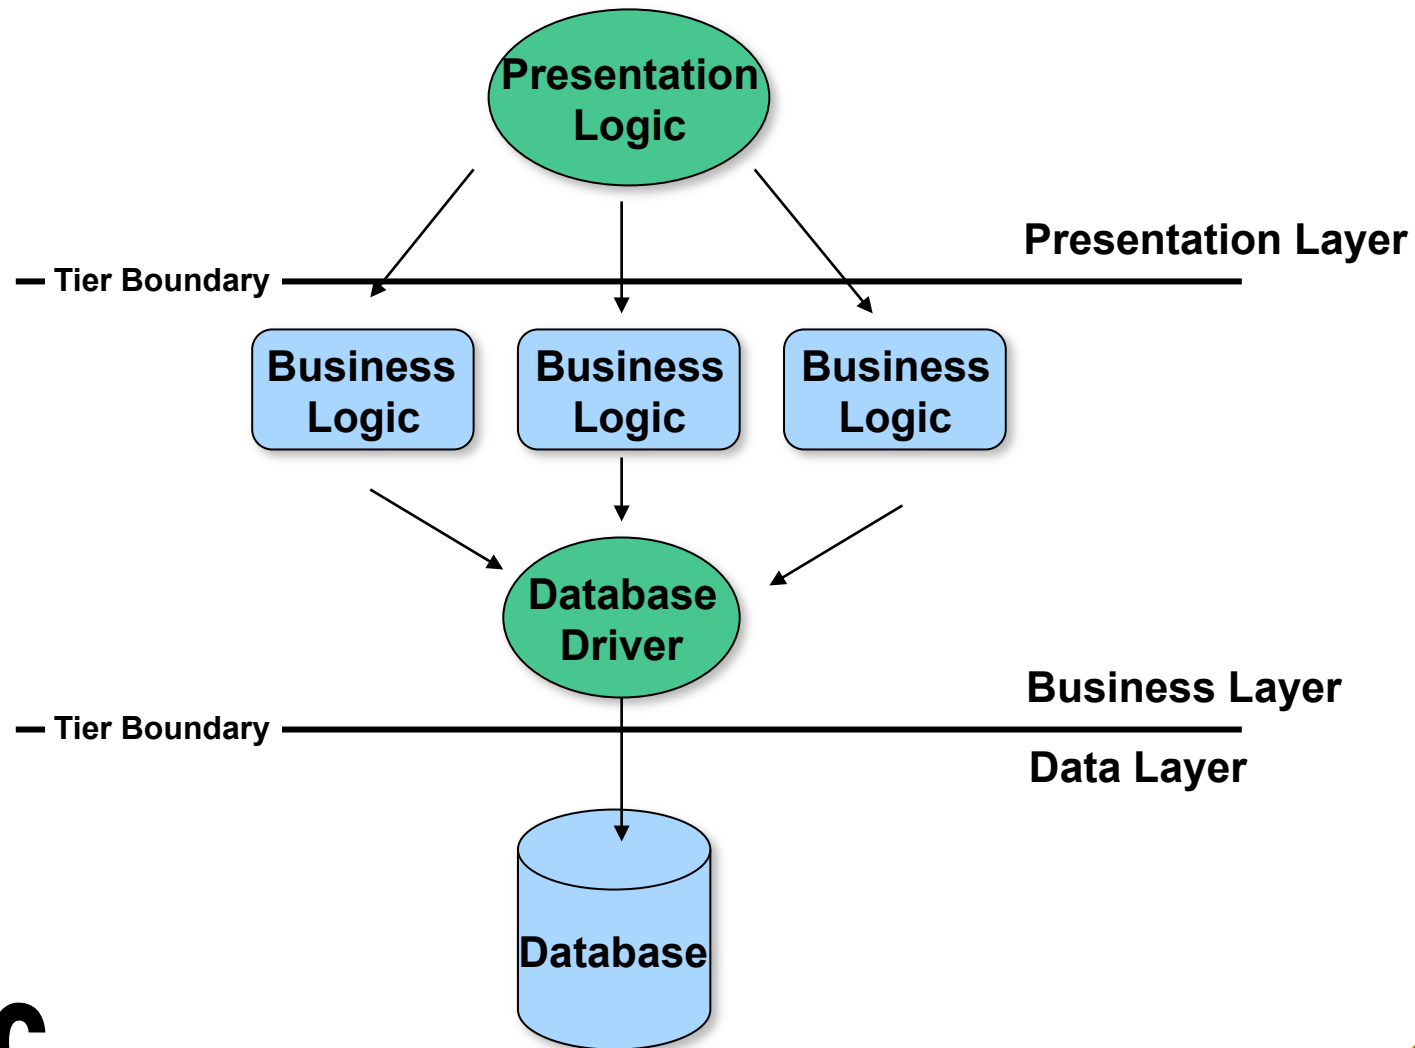 Presentation
Logic
Presentation Layer
Tier Boundary
Business
Logic
Business
Logic
Business
Logic
Database
Driver
Business Layer
Tier Boundary
Data Layer
Database